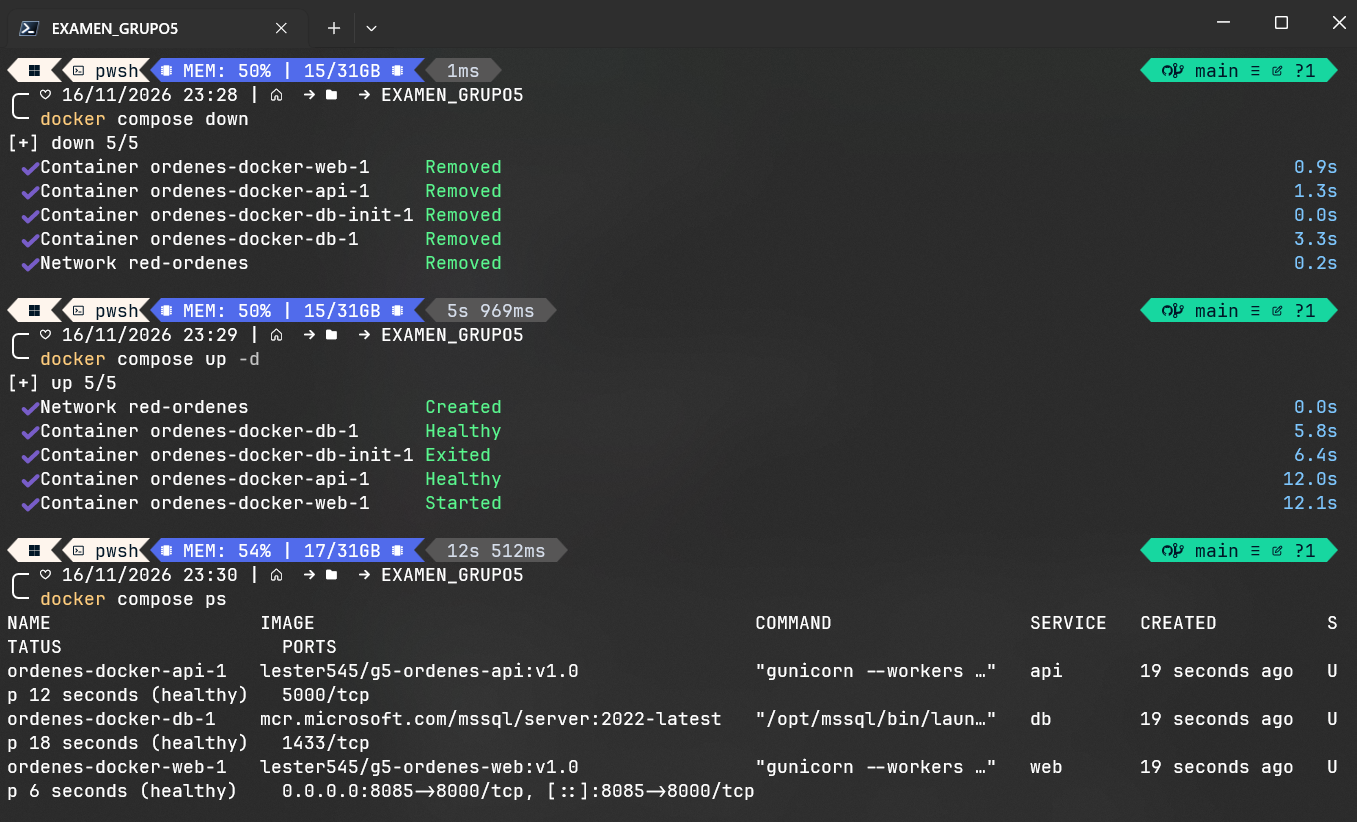 EXAMEN_GRUPO5
pwsh MEM: 50% | 15/31GB 1ms main ≡ ?1
♡ 16/11/2026 23:28 | → → EXAMEN_GRUPO5
docker compose down
[+] down 5/5
✔Container ordenes-docker-web-1 Removed 0.9s
✔Container ordenes-docker-api-1 Removed 1.3s
✔Container ordenes-docker-db-init-1 Removed 0.0s
✔Container ordenes-docker-db-1 Removed 3.3s
✔Network red-ordenes Removed 0.2s
pwsh MEM: 50% | 15/31GB 5s 969ms main ≡ ?1
♡ 16/11/2026 23:29 | → → EXAMEN_GRUPO5
docker compose up -d
[+] up 5/5
✔Network red-ordenes Created 0.0s
✔Container ordenes-docker-db-1 Healthy 5.8s
✔Container ordenes-docker-db-init-1 Exited 6.4s
✔Container ordenes-docker-api-1 Healthy 12.0s
✔Container ordenes-docker-web-1 Started 12.1s
pwsh MEM: 54% | 17/31GB 12s 512ms main ≡ ?1
♡ 16/11/2026 23:30 | → → EXAMEN_GRUPO5
docker compose ps
NAME IMAGE COMMAND SERVICE CREATED S
TATUS PORTS
ordenes-docker-api-1 lester545/g5-ordenes-api:v1.0 "gunicorn --workers …" api 19 seconds ago U
p 12 seconds (healthy) 5000/tcp
ordenes-docker-db-1 mcr.microsoft.com/mssql/server:2022-latest "/opt/mssql/bin/laun…" db 19 seconds ago U
p 18 seconds (healthy) 1433/tcp
ordenes-docker-web-1 lester545/g5-ordenes-web:v1.0 "gunicorn --workers …" web 19 seconds ago U
p 6 seconds (healthy) 0.0.0.0:8085->8000/tcp, [::]:8085->8000/tcp